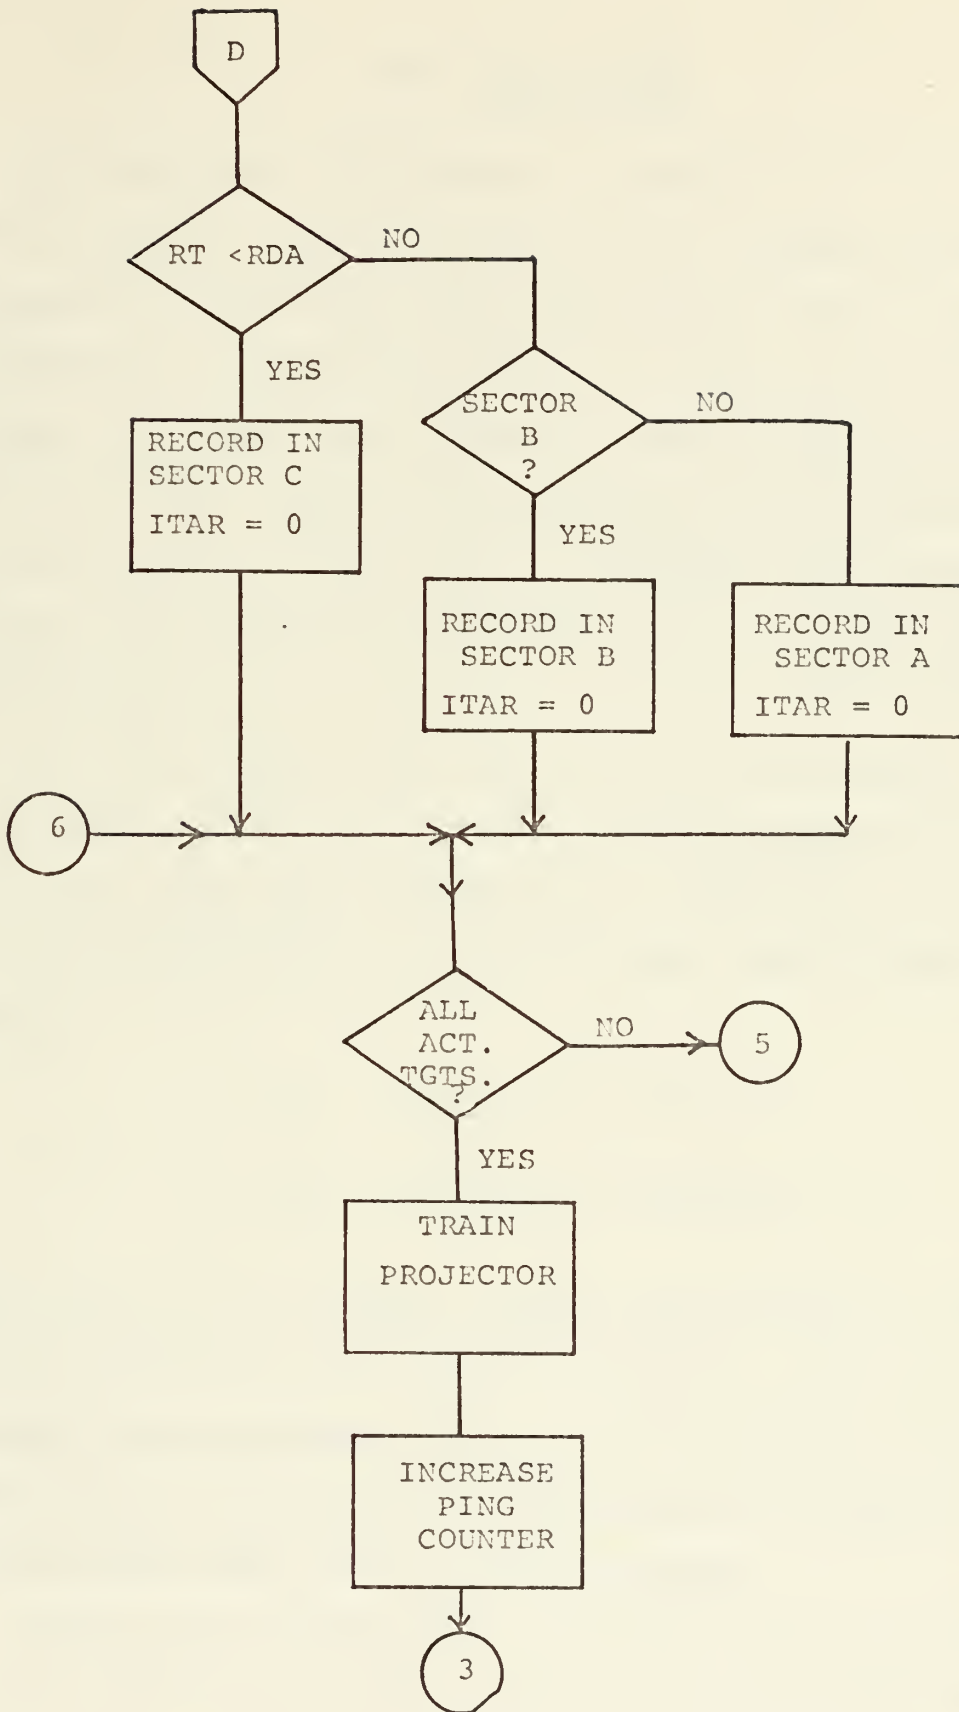 D
RT <RDA
NO
YES
RECORD IN
SECTOR C
ITAR = 0
SECTOR
B
?
NO
YES
RECORD IN
SECTOR B
ITAR = 0
RECORD IN
SECTOR A
ITAR = 0
6
ALL
ACT.
TGTS.
?
NO
5
YES
TRAIN
PROJECTOR
INCREASE
PING
COUNTER
3